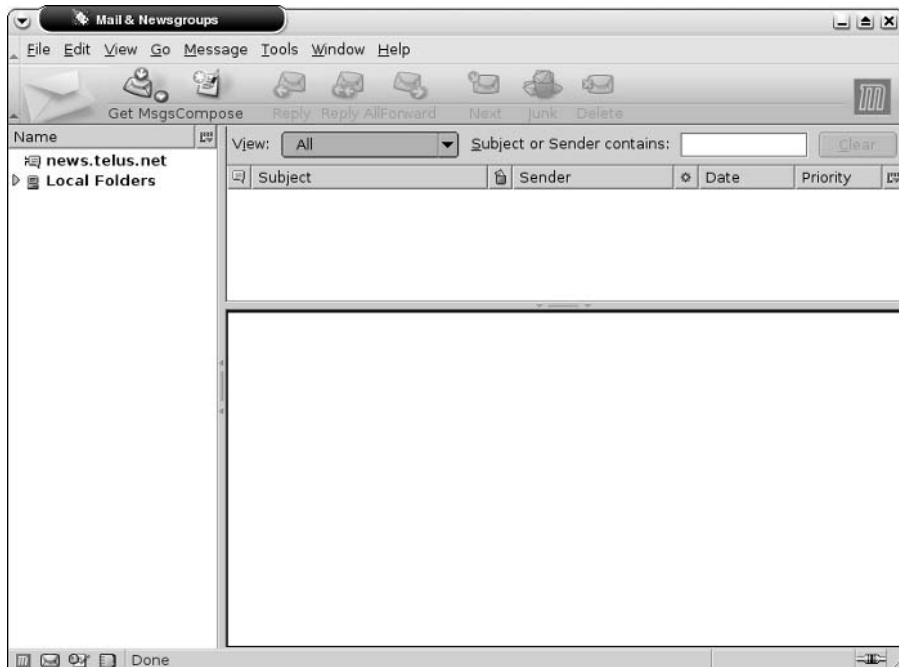 Mail & Newsgroups
File Edit View Go Message Tools Window Help
Get Msgs Compose Reply Reply All Forward Next Junk Delete
Name
news.telus.net
Local Folders
View: All Subject or Sender contains: Clear
Subject Sender Date Priority
Done